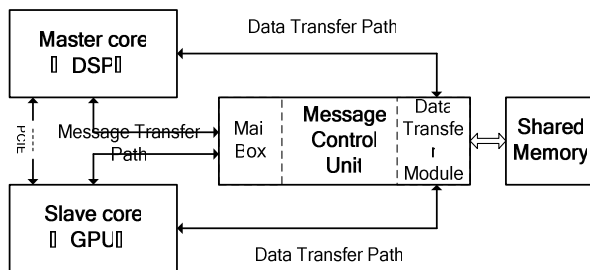 Master core
▯ DSP▯
Data Transfer Path
PCIE
Message Transfer
Path
Mai
Box
Message
Control
Unit
Data
Transfe
r
Module
Shared
Memory
Slave core
▯ GPU▯
Data Transfer Path